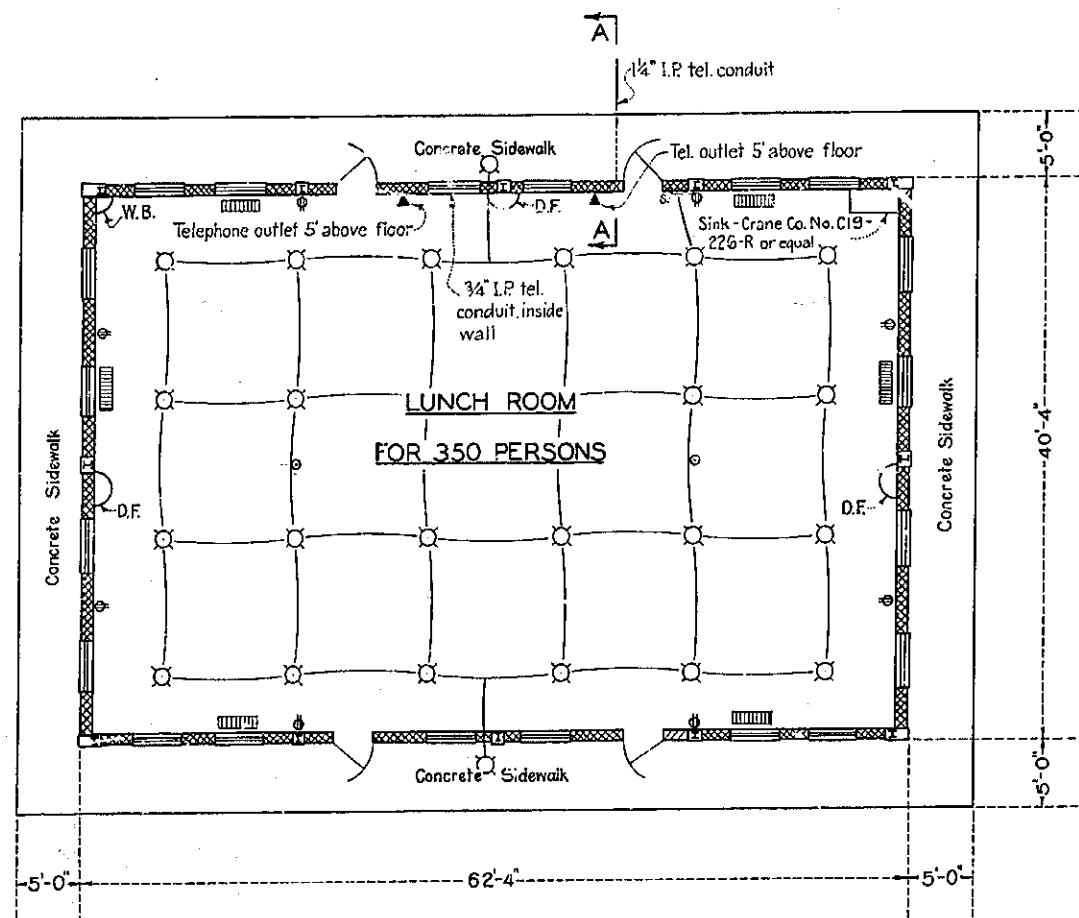 A
1¼" I.P. tel. conduit
Concrete Sidewalk
Tel. outlet 5' above floor
5'-0"
W.B.
D.F.
S
Telephone outlet 5' above floor
A
Sink-Crane Co. No. C19-
226-R or equal
¾" I.P. tel.
conduit, inside
wall
LUNCH ROOM
FOR 350 PERSONS
40'-4"
Concrete Sidewalk
Concrete Sidewalk
D.F.
D.F.
Concrete Sidewalk
5'-0"
5'-0"
62'-4"
5'-0"